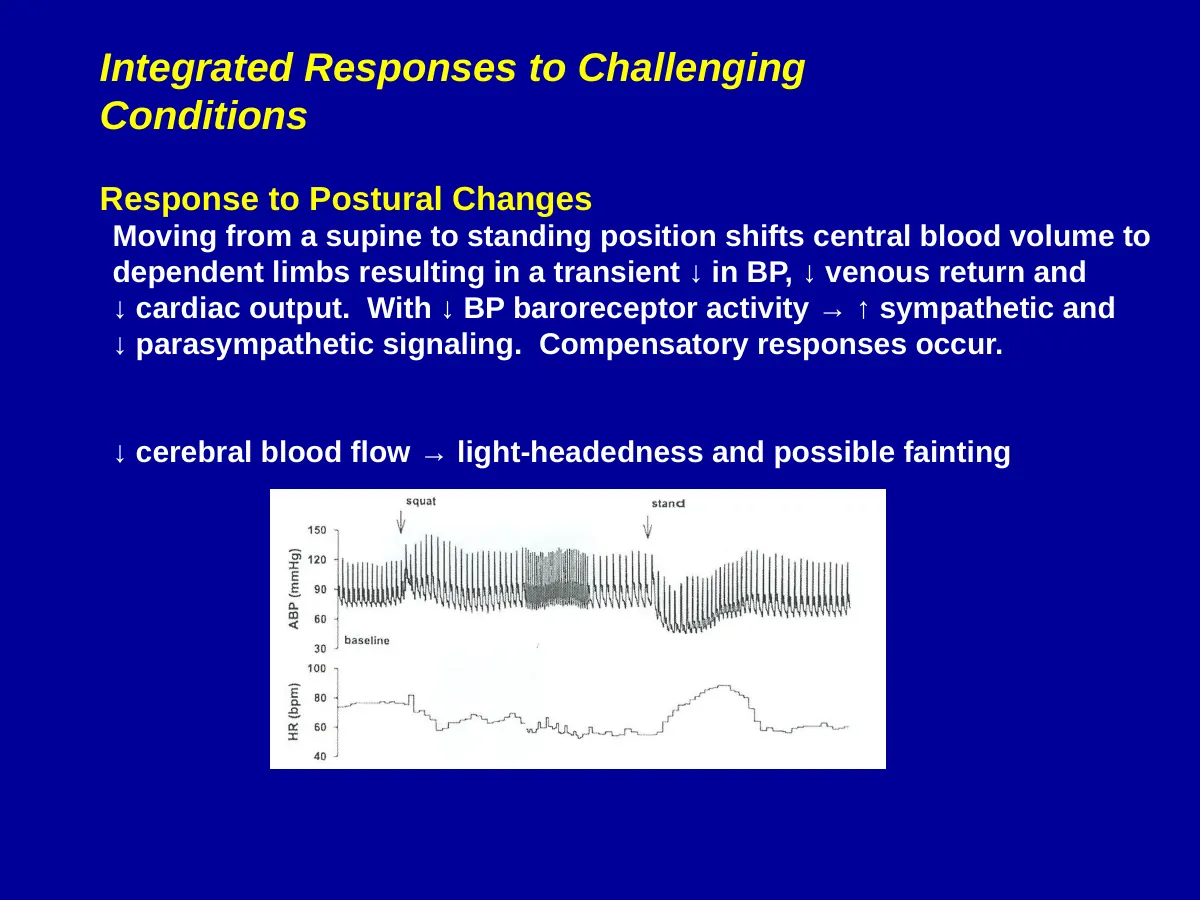 Integrated Responses to Challenging
Conditions
Response to Postural Changes
Moving from a supine to standing position shifts central blood volume to
dependent limbs resulting in a transient ↓ in BP, ↓ venous return and
↓ cardiac output.  With ↓ BP baroreceptor activity → ↑ sympathetic and
↓ parasympathetic signaling.  Compensatory responses occur.
↓ cerebral blood flow → light-headedness and possible fainting
squat
stand
150
120
90
60
30
ABP (mmHg)
baseline
100
80
60
40
HR (bpm)